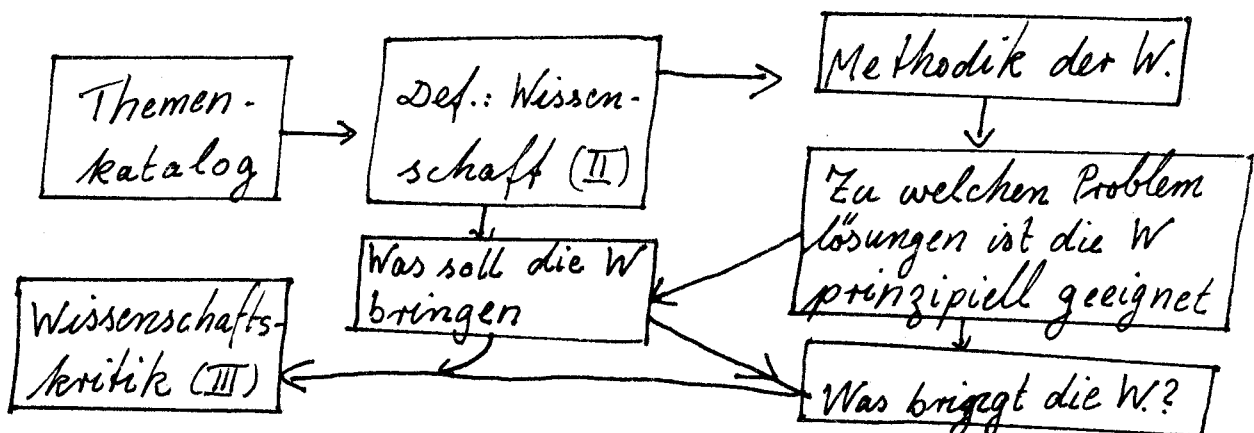 Themen-
katalog
Def.: Wissen-
schaft (II)
Methodik der W.
Zu welchen Problem
lösungen ist die W
prinzipiell geeignet
Was soll die W
bringen
Wissenschafts-
kritik (III)
Was bringt die W.?